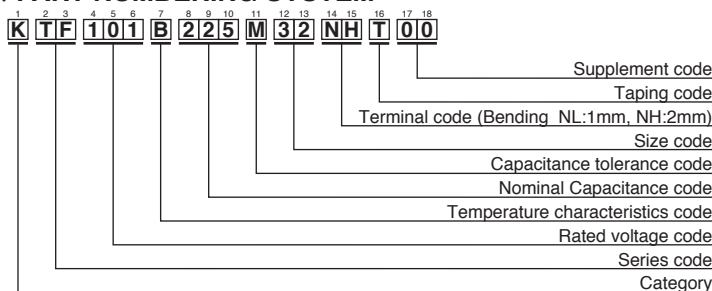 PART NUMBERING SYSTEM
1 2 3 4 5 6 7 8 9 10 11 12 13 14 15 16 17 18
K T F 1 0 1 B 2 2 5 M 3 2 N H T 0 0
Supplement code
Taping code
Terminal code (Bending NL:1mm, NH:2mm)
Size code
Capacitance tolerance code
Nominal Capacitance code
Temperature characteristics code
Rated voltage code
Series code
Category